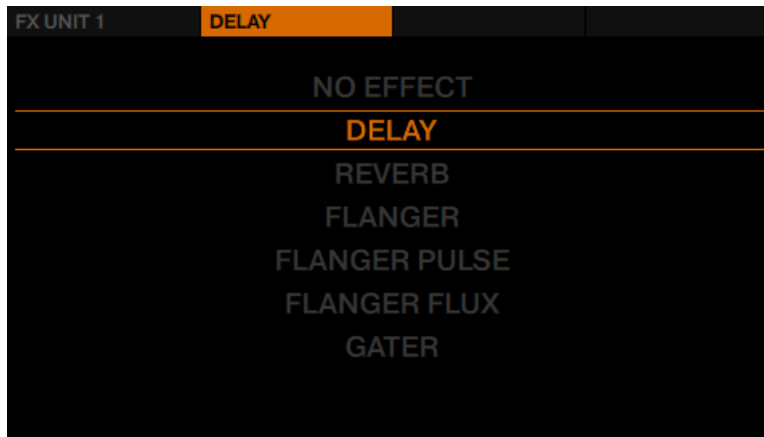 FX UNIT 1 DELAY
NO EFFECT
DELAY
REVERB
FLANGER
FLANGER PULSE
FLANGER FLUX
GATER